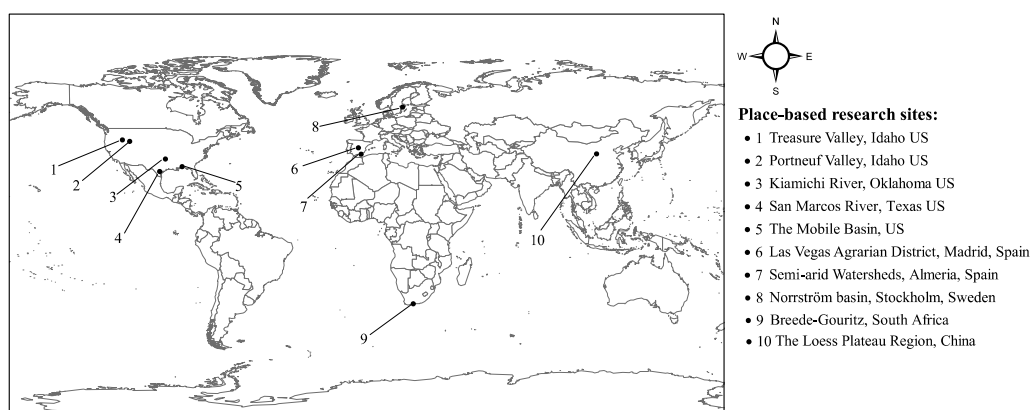 N
W E
S
Place-based research sites:
1 Treasure Valley, Idaho US
2 Portneuf Valley, Idaho US
3 Kiamichi River, Oklahoma US
4 San Marcos River, Texas US
5 The Mobile Basin, US
6 Las Vegas Agrarian District, Madrid, Spain
7 Semi-arid Watersheds, Almeria, Spain
8 Norrström basin, Stockholm, Sweden
9 Breede-Gouritz, South Africa
10 The Loess Plateau Region, China
8
1
2
3
4
5
6
7
10
9